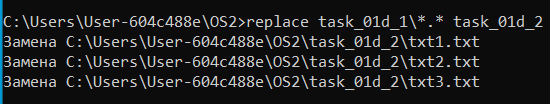 C:\Users\User-604c488e\OS2>replace task_01d_1\*.* task_01d_2
Замена C:\Users\User-604c488e\OS2\task_01d_2\txt1.txt
Замена C:\Users\User-604c488e\OS2\task_01d_2\txt2.txt
Замена C:\Users\User-604c488e\OS2\task_01d_2\txt3.txt